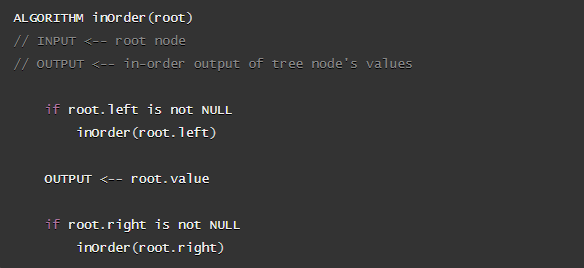 ALGORITHM inOrder(root)
// INPUT <-- root node
// OUTPUT <-- in-order output of tree node's values
if root.left is not NULL
inOrder(root.left)
OUTPUT <-- root.value
if root.right is not NULL
inOrder(root.right)